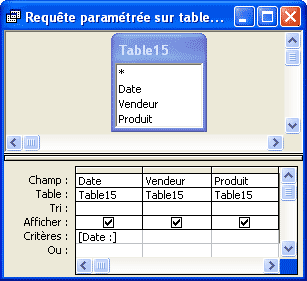 Requête paramétrée sur table...
Table15
*
Date
Vendeur
Produit
Champ : Date Vendeur Produit
Table : Table15 Table15 Table15
Tri :
Afficher :
Critères : [Date :]
Ou :